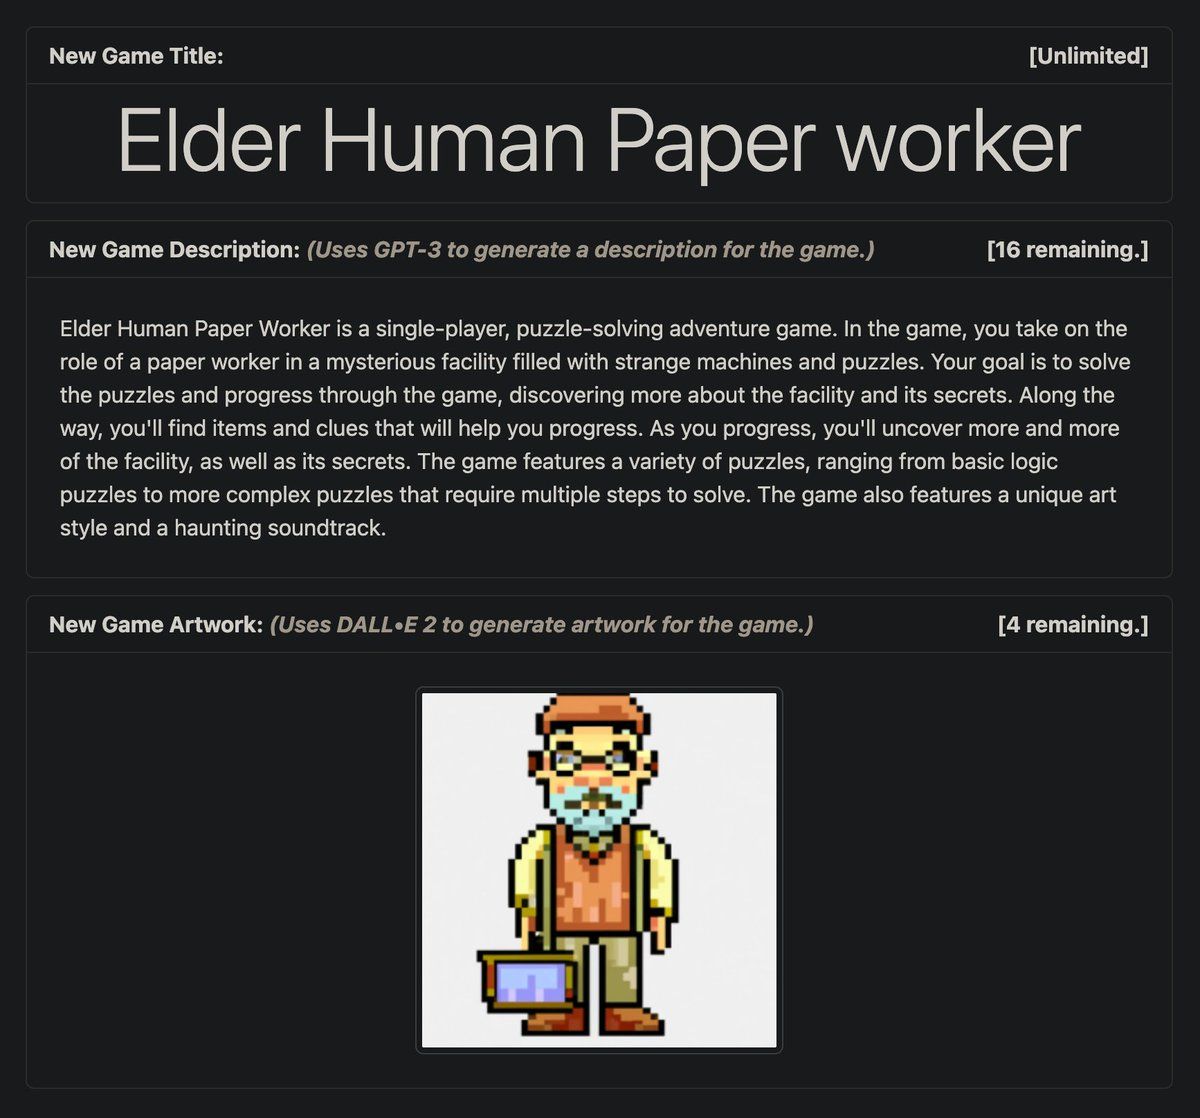 New Game Title: [Unlimited]
Elder Human Paper worker
New Game Description: (Uses GPT-3 to generate a description for the game.) [16 remaining.]
Elder Human Paper Worker is a single-player, puzzle-solving adventure game. In the game, you take on the
role of a paper worker in a mysterious facility filled with strange machines and puzzles. Your goal is to solve
the puzzles and progress through the game, discovering more about the facility and its secrets. Along the
way, you'll find items and clues that will help you progress. As you progress, you'll uncover more and more
of the facility, as well as its secrets. The game features a variety of puzzles, ranging from basic logic
puzzles to more complex puzzles that require multiple steps to solve. The game also features a unique art
style and a haunting soundtrack.
New Game Artwork: (Uses DALL•E 2 to generate artwork for the game.) [4 remaining.]